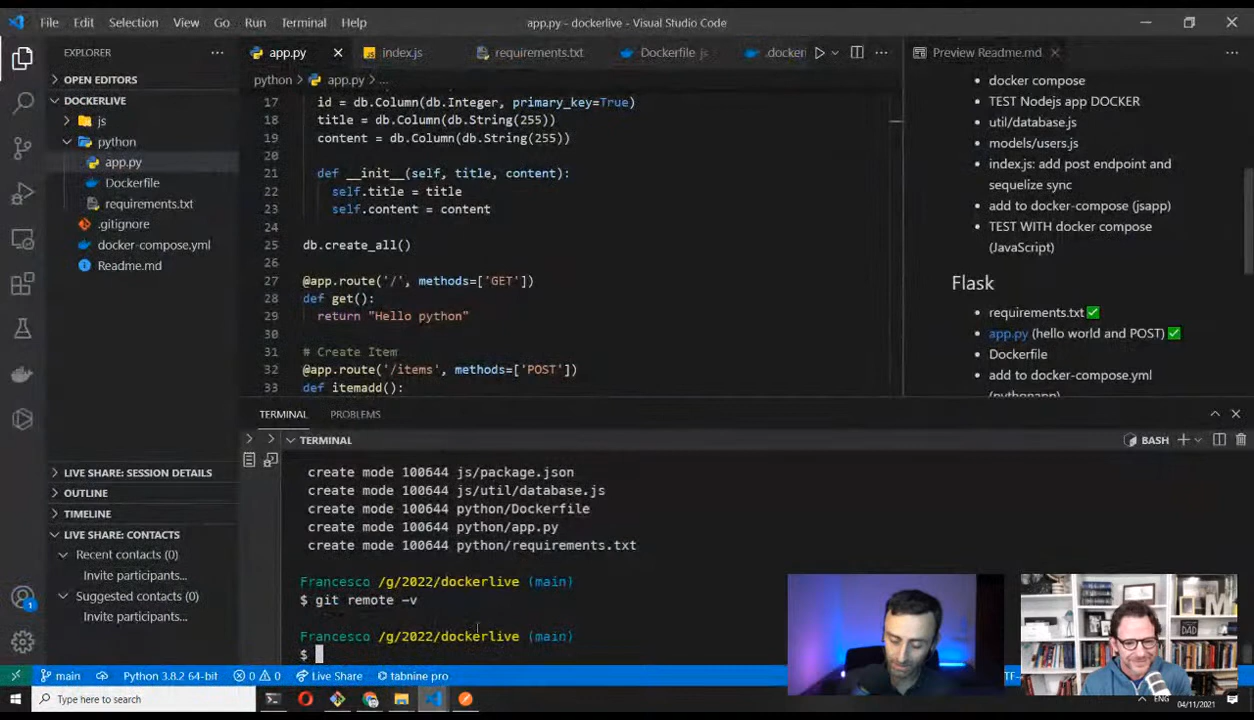 File Edit Selection View Go Run Terminal Help
app.py - dockerlive - Visual Studio Code
EXPLORER
OPEN EDITORS
DOCKERLIVE
js
python
app.py
Dockerfile
requirements.txt
.gitignore
docker-compose.yml
Readme.md
LIVE SHARE: SESSION DETAILS
OUTLINE
TIMELINE
LIVE SHARE: CONTACTS
Recent contacts (0)
Invite participants...
Suggested contacts (0)
Invite participants...
app.py
index.js
requirements.txt
Dockerfile js
.docker
python > app.py > ...
17 id = db.Column(db.Integer, primary_key=True)
18 title = db.Column(db.String(255))
19 content = db.Column(db.String(255))
20
21 def __init__(self, title, content):
22 self.title = title
23 self.content = content
24
25 db.create_all()
26
27 @app.route('/', methods=['GET'])
28 def get():
29 return "Hello python"
30
31 # Create Item
32 @app.route('/items', methods=['POST'])
33 def itemadd():
Preview Readme.md
docker compose
TEST Nodejs app DOCKER
util/database.js
models/users.js
index.js: add post endpoint and
sequelize sync
add to docker-compose (jsapp)
TEST WITH docker compose
(JavaScript)
Flask
requirements.txt ✅
app.py (hello world and POST) ✅
Dockerfile
add to docker-compose.yml
(pythonapp)
TERMINAL PROBLEMS
TERMINAL
BASH
create mode 100644 js/package.json
create mode 100644 js/util/database.js
create mode 100644 python/Dockerfile
create mode 100644 python/app.py
create mode 100644 python/requirements.txt
Francesco /g/2022/dockerlive (main)
$ git remote -v
Francesco /g/2022/dockerlive (main)
$
1
main
Python 3.8.2 64-bit
0 0
Live Share
tabnine pro
Type here to search
DAD
ENG
04/11/2021